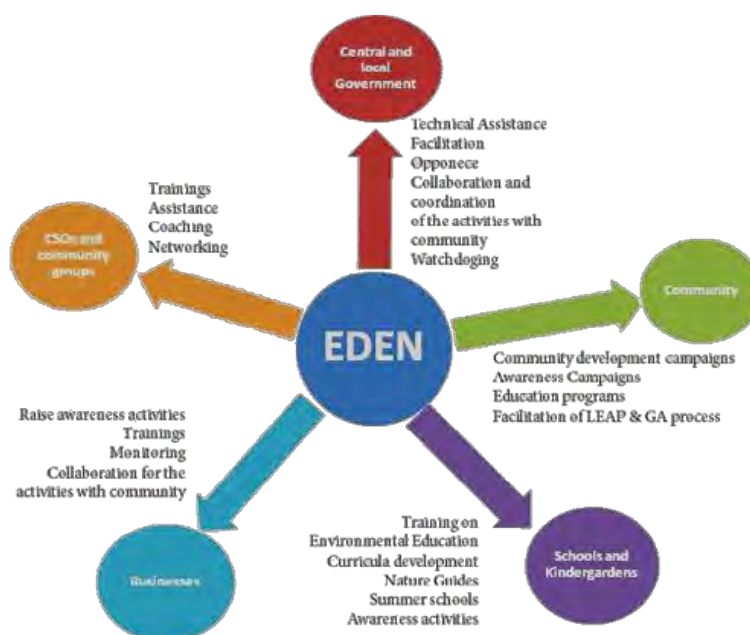 Central and
local
Government
Technical Assistance
Facilitation
Opponece
Collaboration and
coordination
of the activities with
community
Watchdoging
Trainings
Assistance
Coaching
Networking
CSOs and
community
groups
Community
EDEN
Community development campaigns
Awareness Campaigns
Education programs
Facilitation of LEAP & GA process
Raise awareness activities
Trainings
Monitoring
Collaboration for the
activities with community
Businesses
Training on
Environmental Education
Curricula development
Nature Guides
Summer schools
Awareness activities
Schools and
Kindergardens